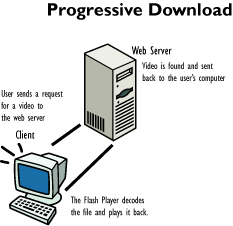 Progressive Download
Web Server
Video is found and sent
back to the user's computer
User sends a request
for a video to
the web server
Client
The Flash Player decodes
the file and plays it back.